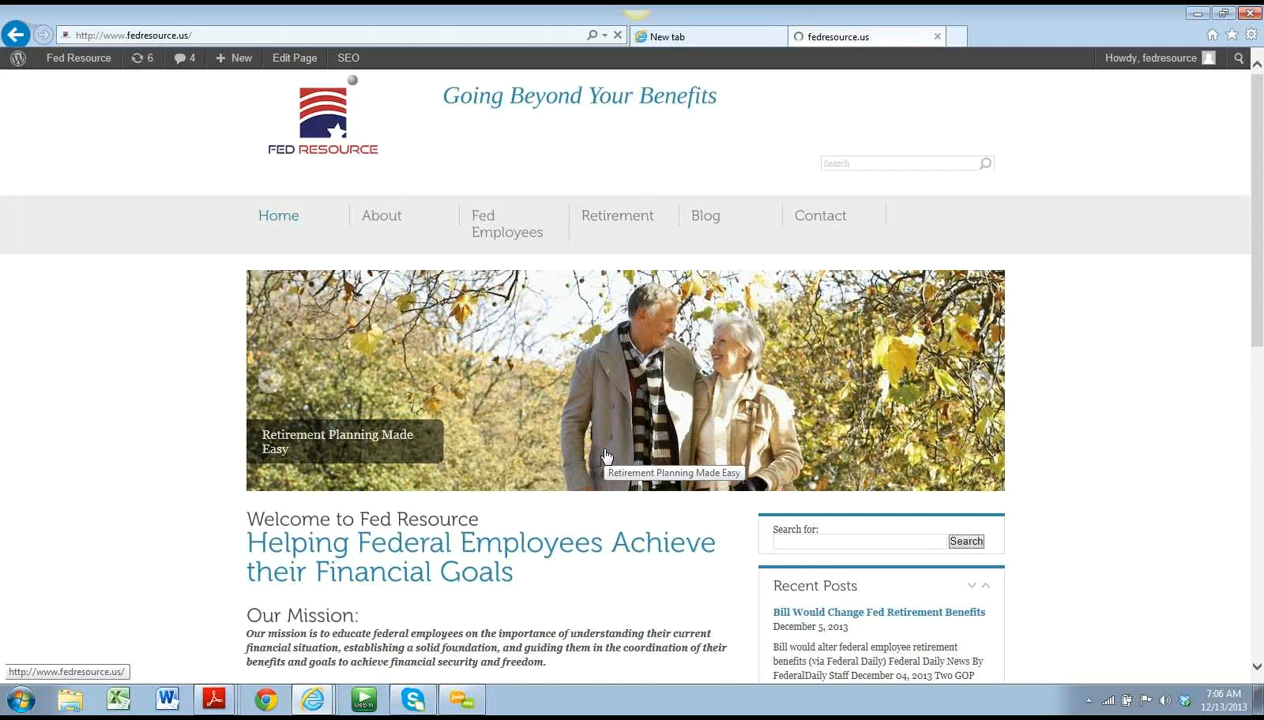 http://www.fedresource.us/
New tab
fedresource.us
Fed Resource
6
4
New
Edit Page
SEO
Howdy, fedresource
FED RESOURCE
Going Beyond Your Benefits
Search
Home
About
Fed
Employees
Retirement
Blog
Contact
Retirement Planning Made
Easy
Retirement Planning Made Easy
Welcome to Fed Resource
Helping Federal Employees Achieve
their Financial Goals
Our Mission:
Our mission is to educate federal employees on the importance of understanding their current
financial situation, establishing a solid foundation, and guiding them in the coordination of their
benefits and goals to achieve financial security and freedom.
Search for:
Search
Recent Posts
Bill Would Change Fed Retirement Benefits
December 5, 2013
Bill would alter federal employee retirement
benefits (via Federal Daily) Federal Daily News By
FederalDaily Staff December 04, 2013 Two GOP
http://www.fedresource.us/
7:06 AM
12/13/2013